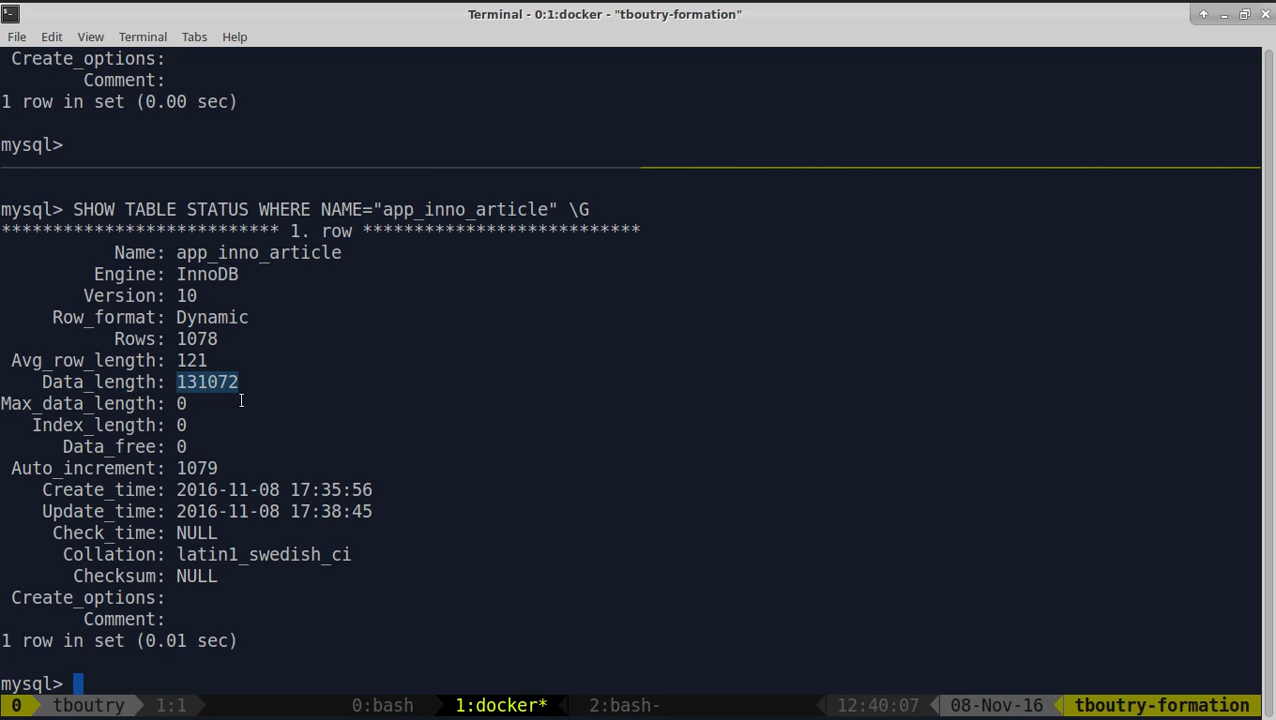 Terminal - 0:1:docker - "tboutry-formation"
File Edit View Terminal Tabs Help
Create_options:
Comment:
1 row in set (0.00 sec)
mysql>
mysql> SHOW TABLE STATUS WHERE NAME="app_inno_article" \G
*************************** 1. row ***************************
Name: app_inno_article
Engine: InnoDB
Version: 10
Row_format: Dynamic
Rows: 1078
Avg_row_length: 121
Data_length: 131072
Max_data_length: 0
Index_length: 0
Data_free: 0
Auto_increment: 1079
Create_time: 2016-11-08 17:35:56
Update_time: 2016-11-08 17:38:45
Check_time: NULL
Collation: latin1_swedish_ci
Checksum: NULL
Create_options:
Comment:
1 row in set (0.01 sec)
mysql>
0 tboutry 1:1 0:bash 1:docker* 2:bash- 12:40:07 08-Nov-16 tboutry-formation